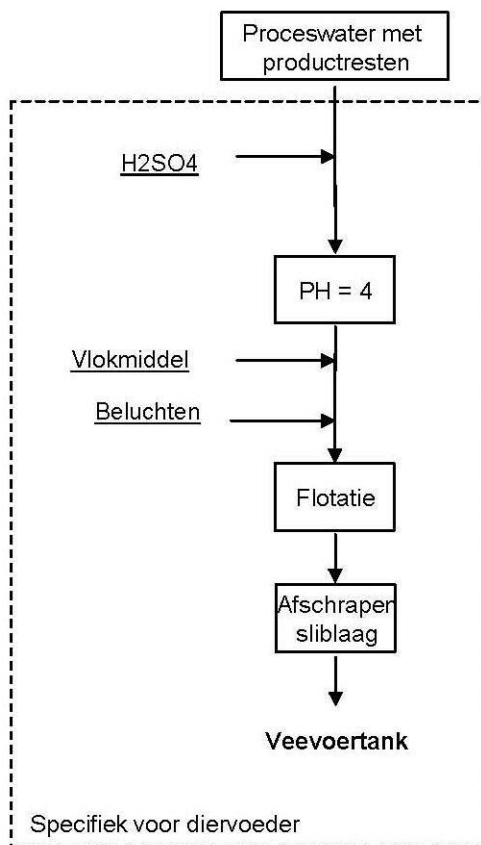 Proceswater met
productresten
H2SO4
PH = 4
Vlokmiddel
Beluchten
Flotatie
Afschrapen
sliblaag
Veevoertank
Specifiek voor diervoeder